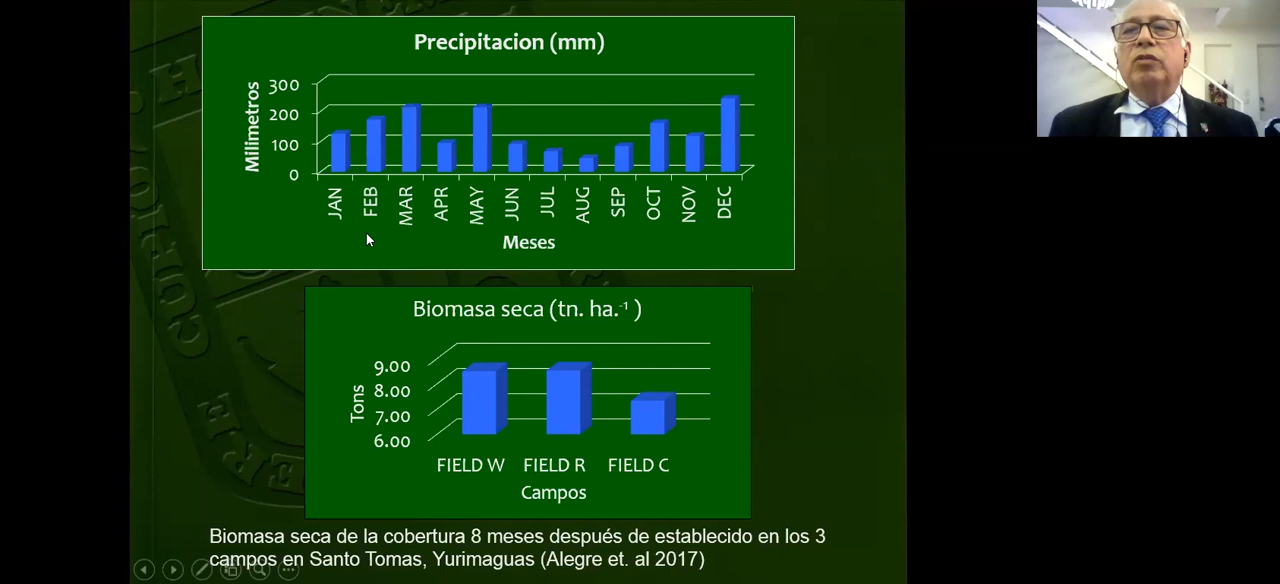 Precipitacion (mm)
Milimetros
300
200
100
0
JAN
FEB
MAR
APR
MAY
JUN
JUL
AUG
SEP
OCT
NOV
DEC
Meses
Biomasa seca (tn. ha.⁻¹ )
Tons
9.00
8.00
7.00
6.00
FIELD W
FIELD R
FIELD C
Campos
Biomasa seca de la cobertura 8 meses después de establecido en los 3
campos en Santo Tomas, Yurimaguas (Alegre et. al 2017)